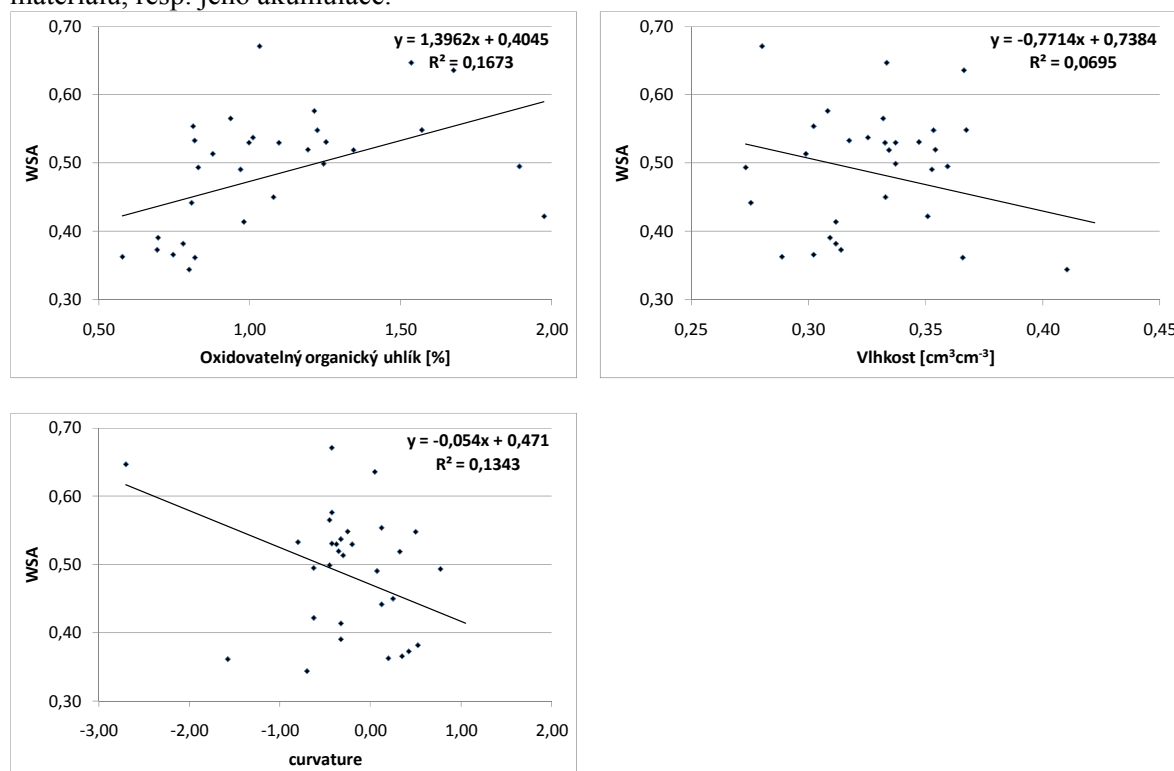 materiálu, resp. jeho akumulace.
0,70
0,60
0,50
0,40
0,30
WSA
y = 1,3962x + 0,4045
R² = 0,1673
0,50 1,00 1,50 2,00
Oxidovatelný organický uhlík [%]
0,70
0,60
0,50
0,40
0,30
WSA
y = -0,7714x + 0,7384
R² = 0,0695
0,25 0,30 0,35 0,40 0,45
Vlhkost [cm³cm⁻³]
0,70
0,60
0,50
0,40
0,30
WSA
y = -0,054x + 0,471
R² = 0,1343
-3,00 -2,00 -1,00 0,00 1,00 2,00
curvature